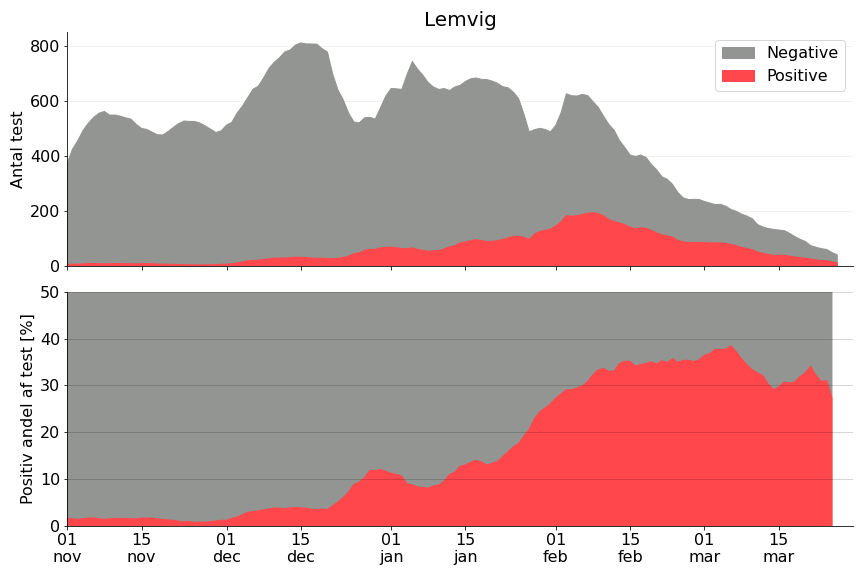 Lemvig
Antal test
800
600
400
200
0
Negative
Positive
Positiv andel af test [%]
50
40
30
20
10
0
01 15 01 15 01 15 01 15 01 15
nov nov dec dec jan jan feb feb mar mar